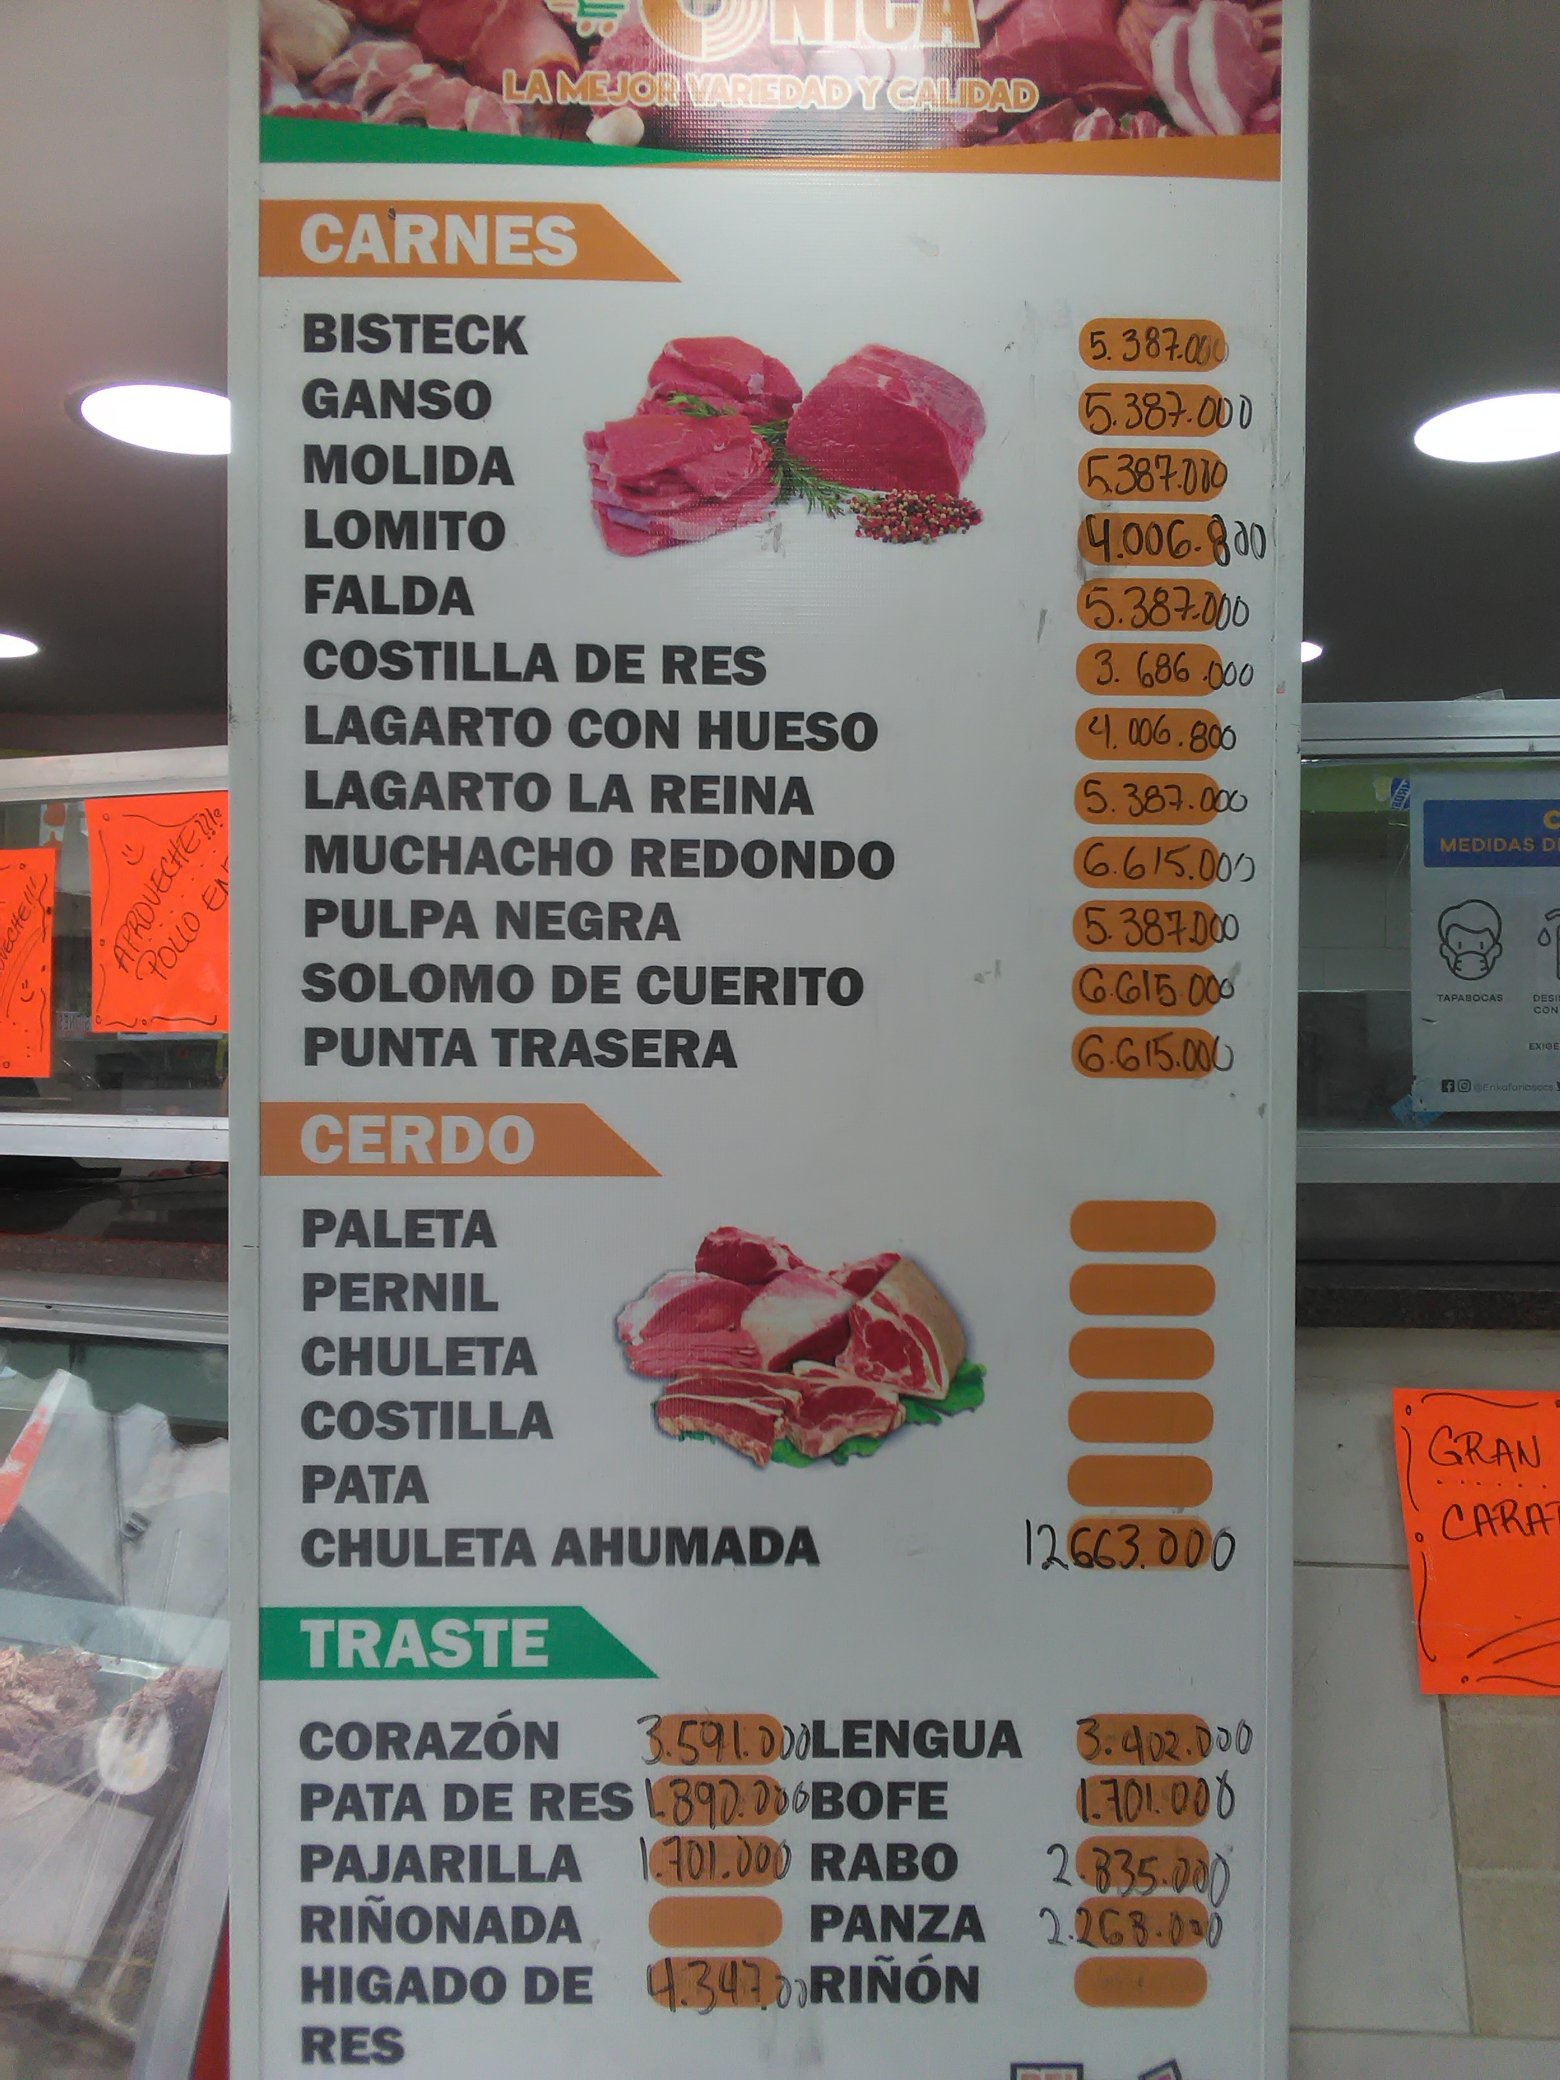 ÚNICA
LA MEJOR VARIEDAD Y CALIDAD
CARNES
BISTECK 5.387.000
GANSO 5.387.000
MOLIDA 5.387.000
LOMITO 4.006.800
FALDA 5.387.000
COSTILLA DE RES 3.686.000
LAGARTO CON HUESO 4.006.800
LAGARTO LA REINA 5.387.000
MUCHACHO REDONDO 6.615.000
PULPA NEGRA 5.387.000
SOLOMO DE CUERITO 6.615.000
PUNTA TRASERA 6.615.000
CERDO
PALETA
PERNIL
CHULETA
COSTILLA
PATA
CHULETA AHUMADA 12663.000
TRASTE
CORAZÓN 3.591.000 LENGUA 3.402.000
PATA DE RES 1.890.000 BOFE 1.701.000
PAJARILLA 1.701.000 RABO 2.835.000
RIÑONADA PANZA 2.268.000
HIGADO DE 4.347.00 RIÑÓN
RES
APROVECHE!!!
POLLO EN
MEDIDAS
TAPABOCAS
GRAN